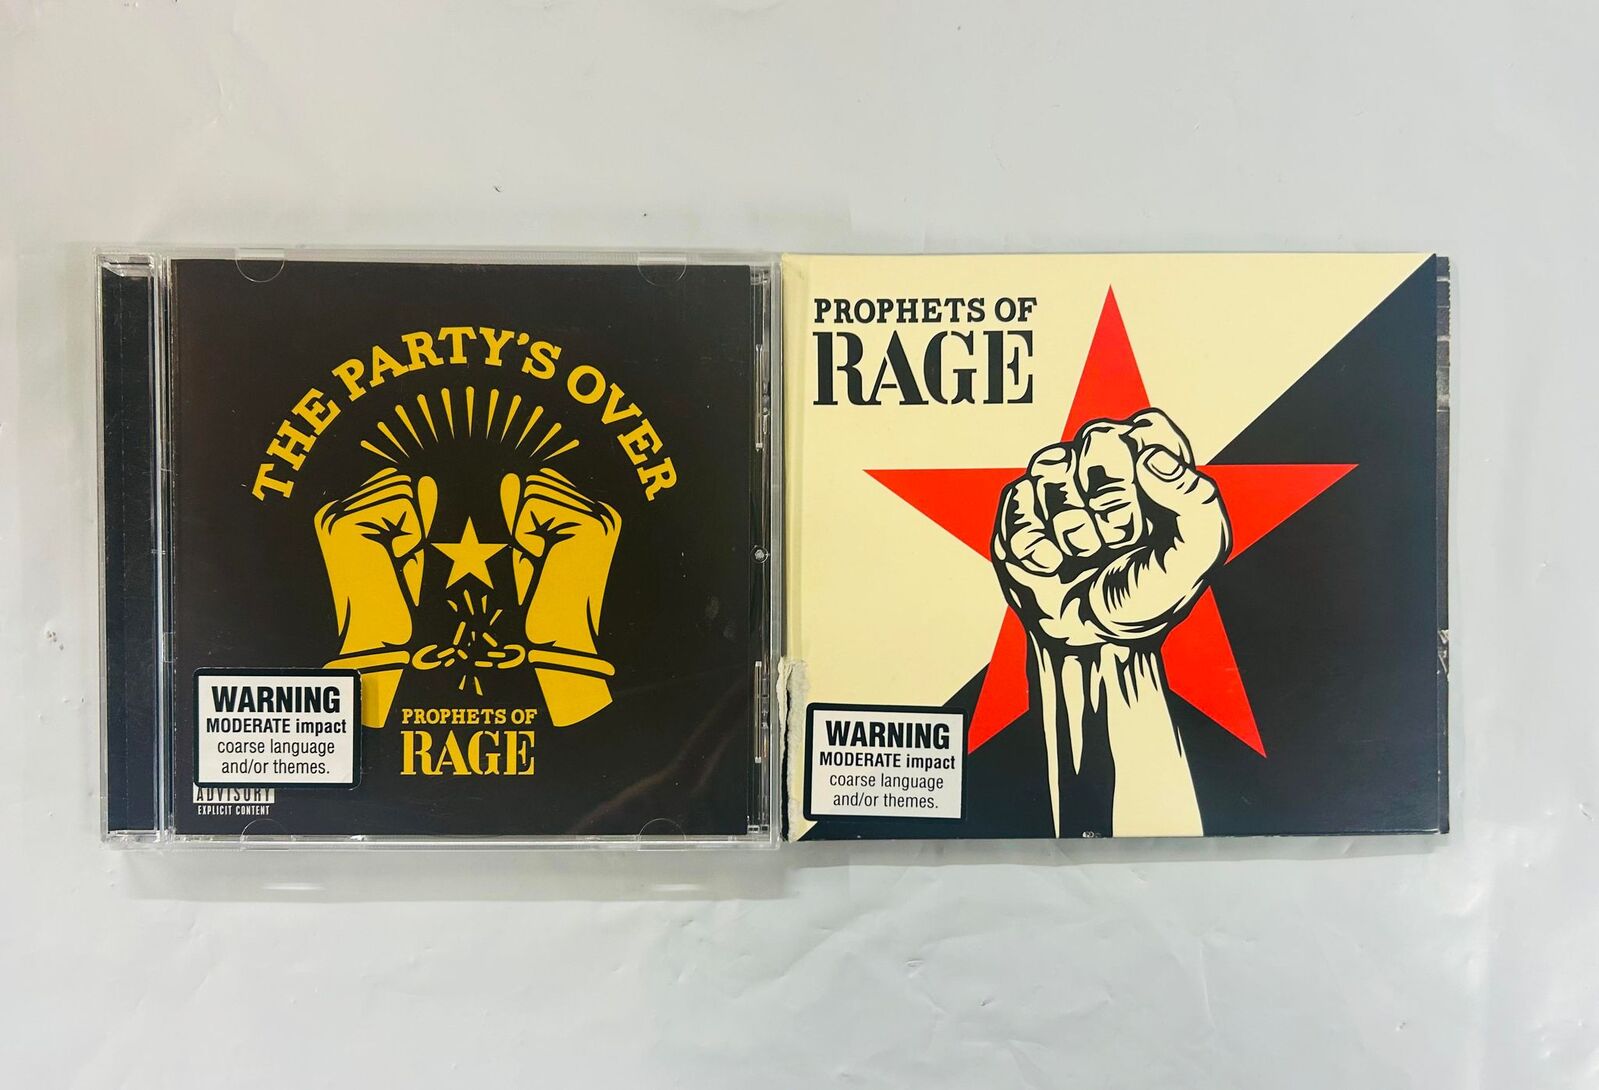 THE PARTY'S OVER
PROPHETS OF
RAGE
WARNING
MODERATE impact
coarse language
and/or themes.
ADVISORY
EXPLICIT CONTENT
PROPHETS OF
RAGE
WARNING
MODERATE impact
coarse language
and/or themes.